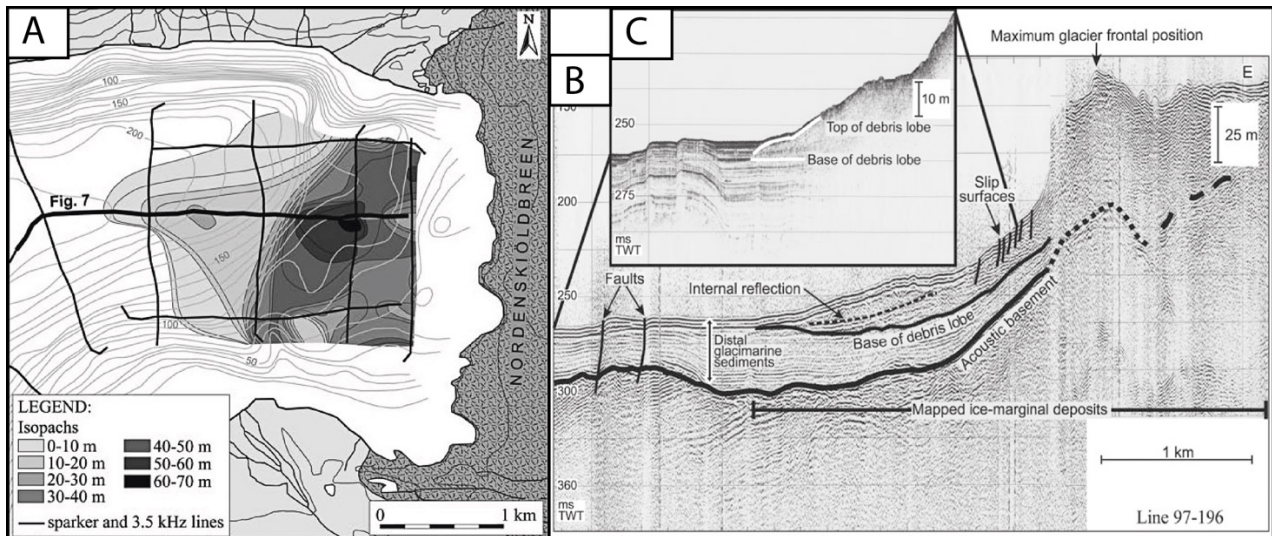 A
N
100
150
200
Fig. 7
150
100
50
NORDENSKIÖLDBREEN
LEGEND:
Isopachs
0-10 m
10-20 m
20-30 m
30-40 m
40-50 m
50-60 m
60-70 m
sparker and 3.5 kHz lines
0
1 km
B
150
200
250
300
360
ms
TWT
C
250
275
ms
TWT
10 m
Top of debris lobe
Base of debris lobe
Maximum glacier frontal position
E
25 m
Slip
surfaces
Faults
Internal reflection
Distal
glacimarine
sediments
Base of debris lobe
Acoustic basement
Mapped ice-marginal deposits
1 km
Line 97-196